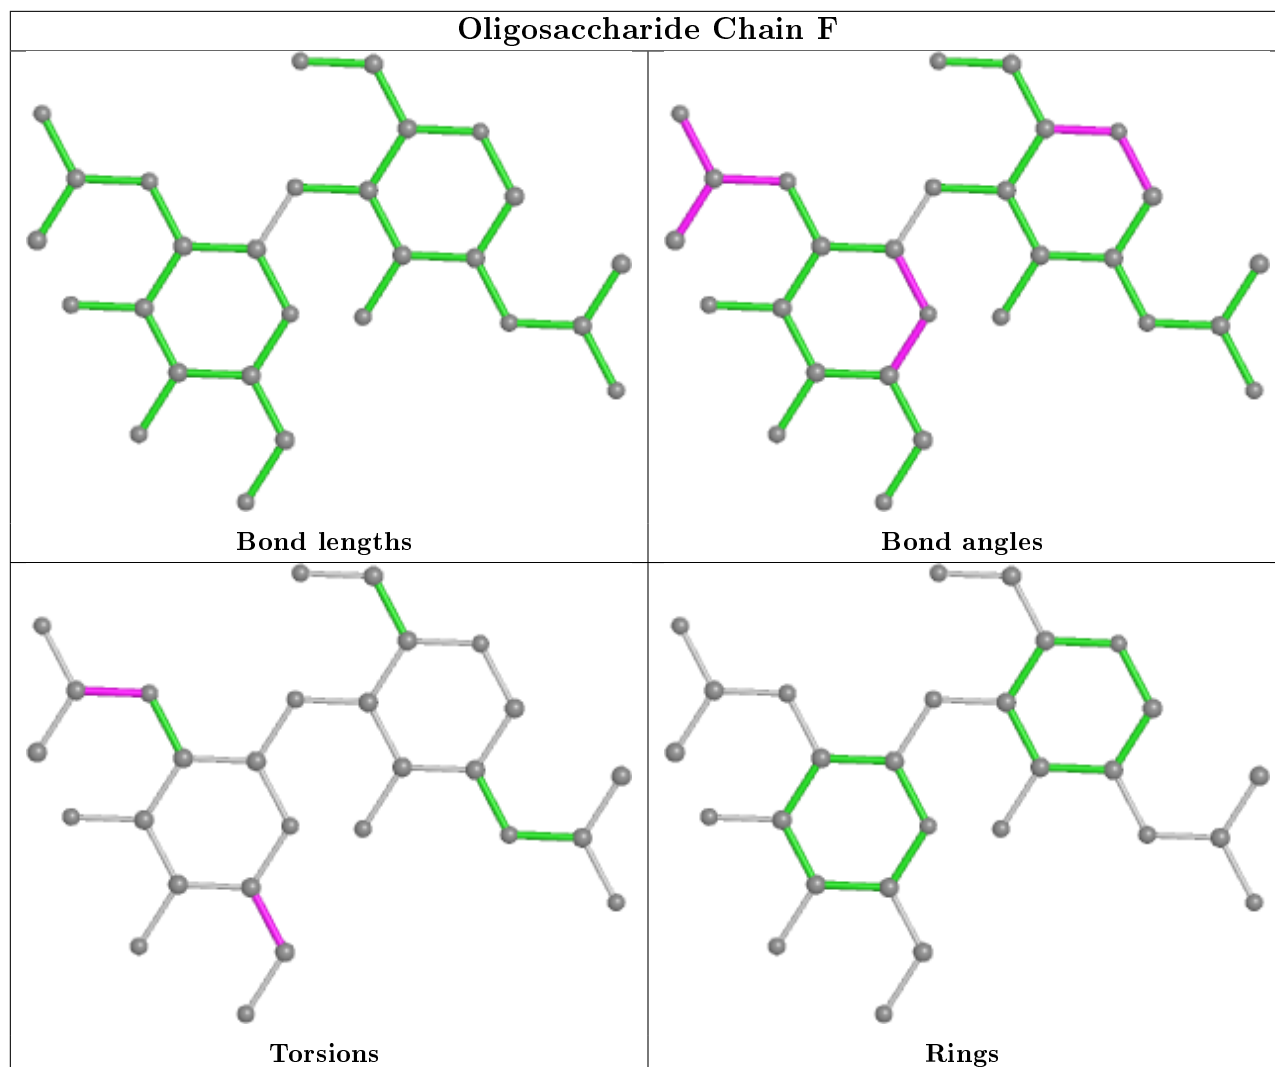 Oligosaccharide Chain F
Bond lengths
Bond angles
Torsions
Rings